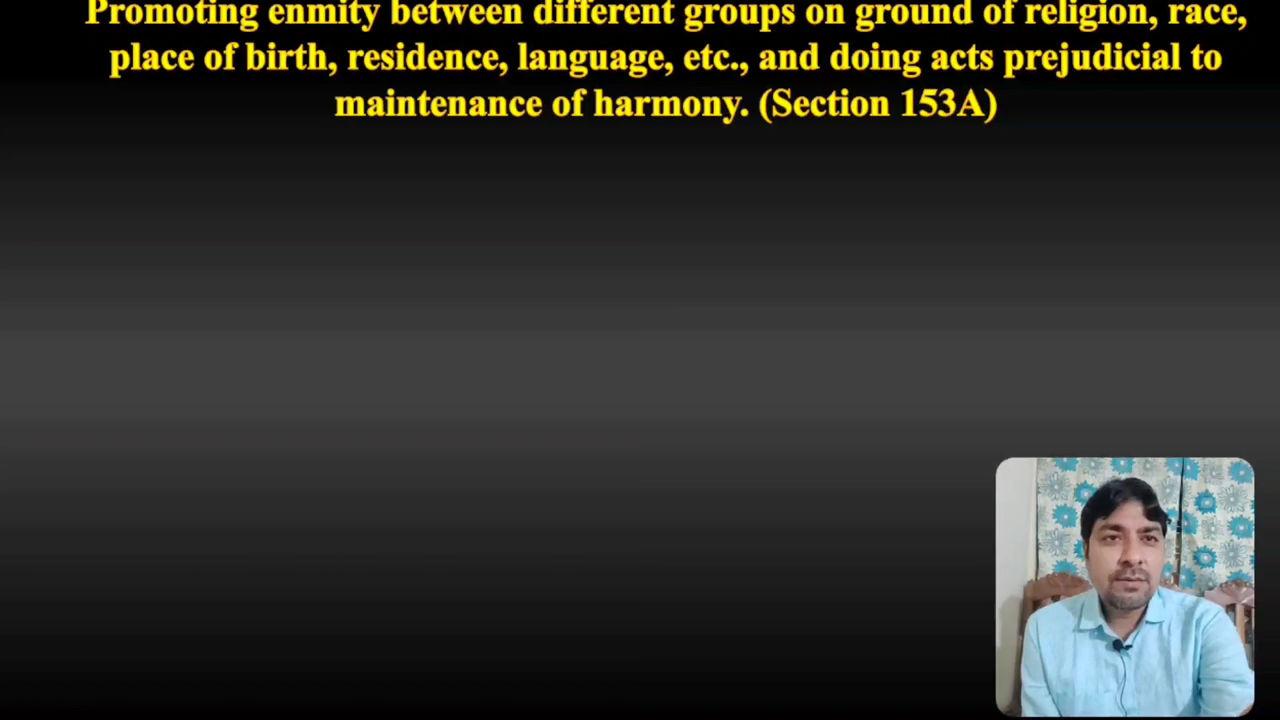 Promoting enmity between different groups on ground of religion, race,
place of birth, residence, language, etc., and doing acts prejudicial to
maintenance of harmony. (Section 153A)